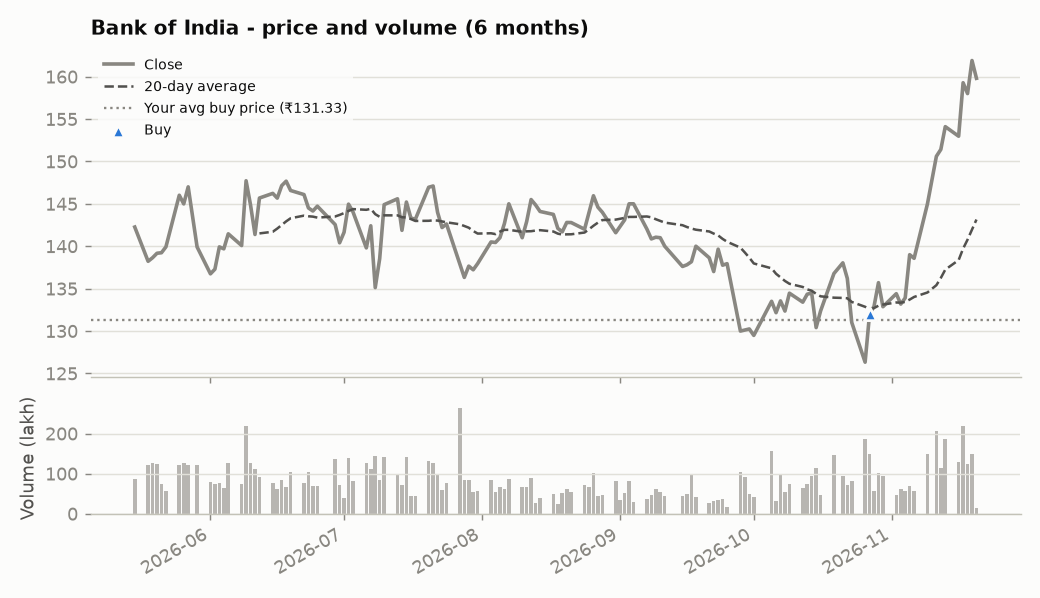 Bank of India - price and volume (6 months)
Close
20-day average
Your avg buy price (₹131.33)
Buy
160
155
150
145
140
135
130
125
Volume (lakh)
200
100
0
2026-06
2026-07
2026-08
2026-09
2026-10
2026-11